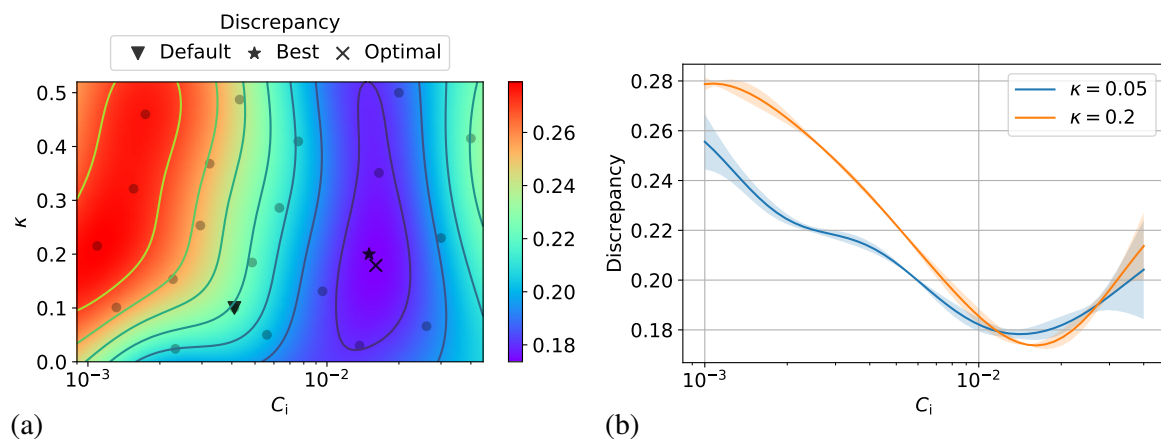 Discrepancy
Default Best Optimal
0.5
0.4
0.3
0.2
0.1
0.0
κ
10⁻³ 10⁻²
Cᵢ
0.26
0.24
0.22
0.20
0.18
(a)
0.28
0.26
0.24
0.22
0.20
0.18
Discrepancy
κ = 0.05
κ = 0.2
10⁻³ 10⁻²
Cᵢ
(b)